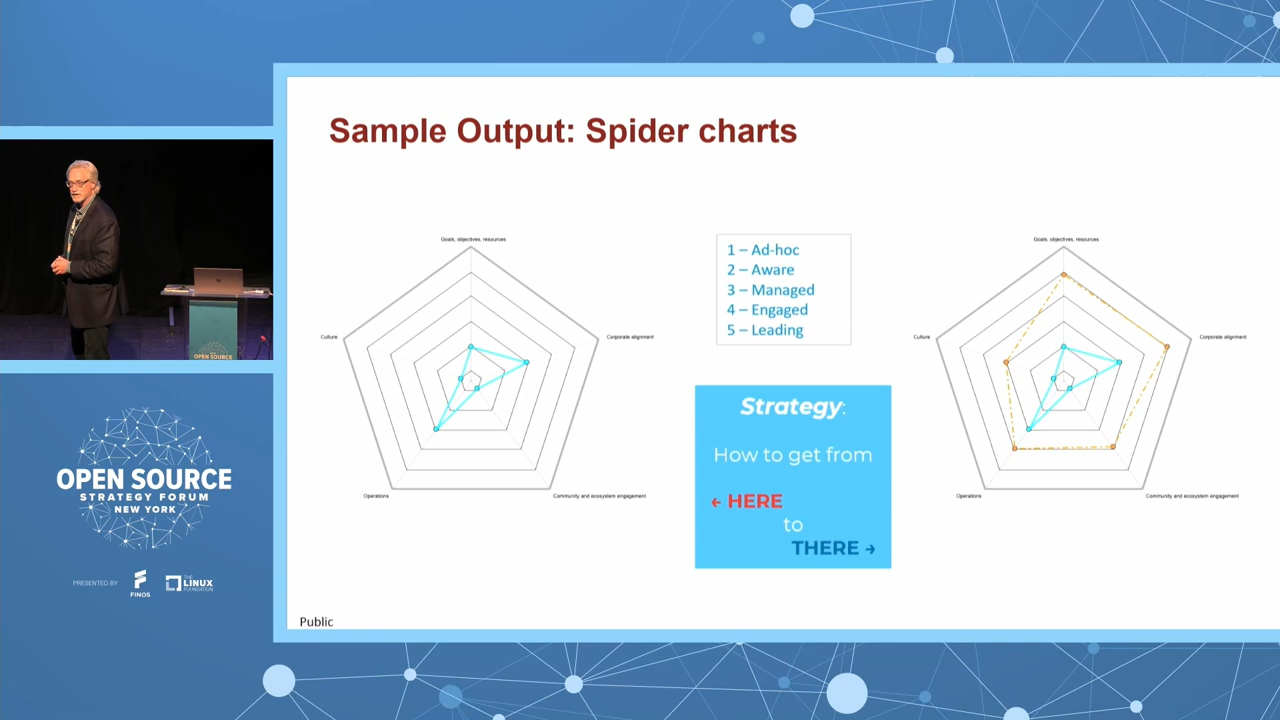 Sample Output: Spider charts
Goals, objectives, resources
Culture
Corporate alignment
Operations
Community and ecosystem engagement
1 – Ad-hoc
2 – Aware
3 – Managed
4 – Engaged
5 – Leading
Strategy:
How to get from
← HERE
to
THERE →
Goals, objectives, resources
Culture
Corporate alignment
Operations
Community and ecosystem engagement
Public
OPEN SOURCE
OPEN SOURCE
STRATEGY FORUM
NEW YORK
PRESENTED BY
FINOS
THE
LINUX
FOUNDATION